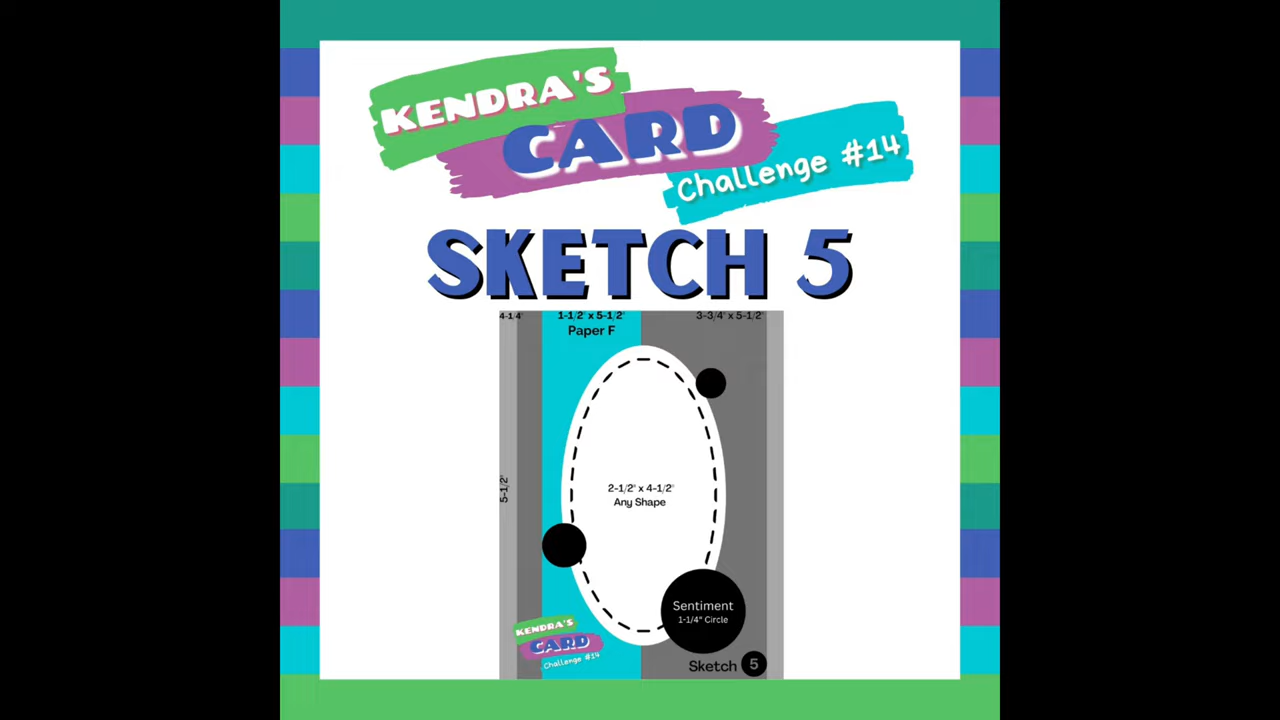 KENDRA'S
CARD
Challenge #14
SKETCH 5
4-1/4" 1-1/2" x 5-1/2" 3-3/4" x 5-1/2"
Paper F
5-1/2"
2-1/2" x 4-1/2"
Any Shape
Sentiment
1-1/4" Circle
KENDRA'S
CARD
Challenge #14
Sketch 5